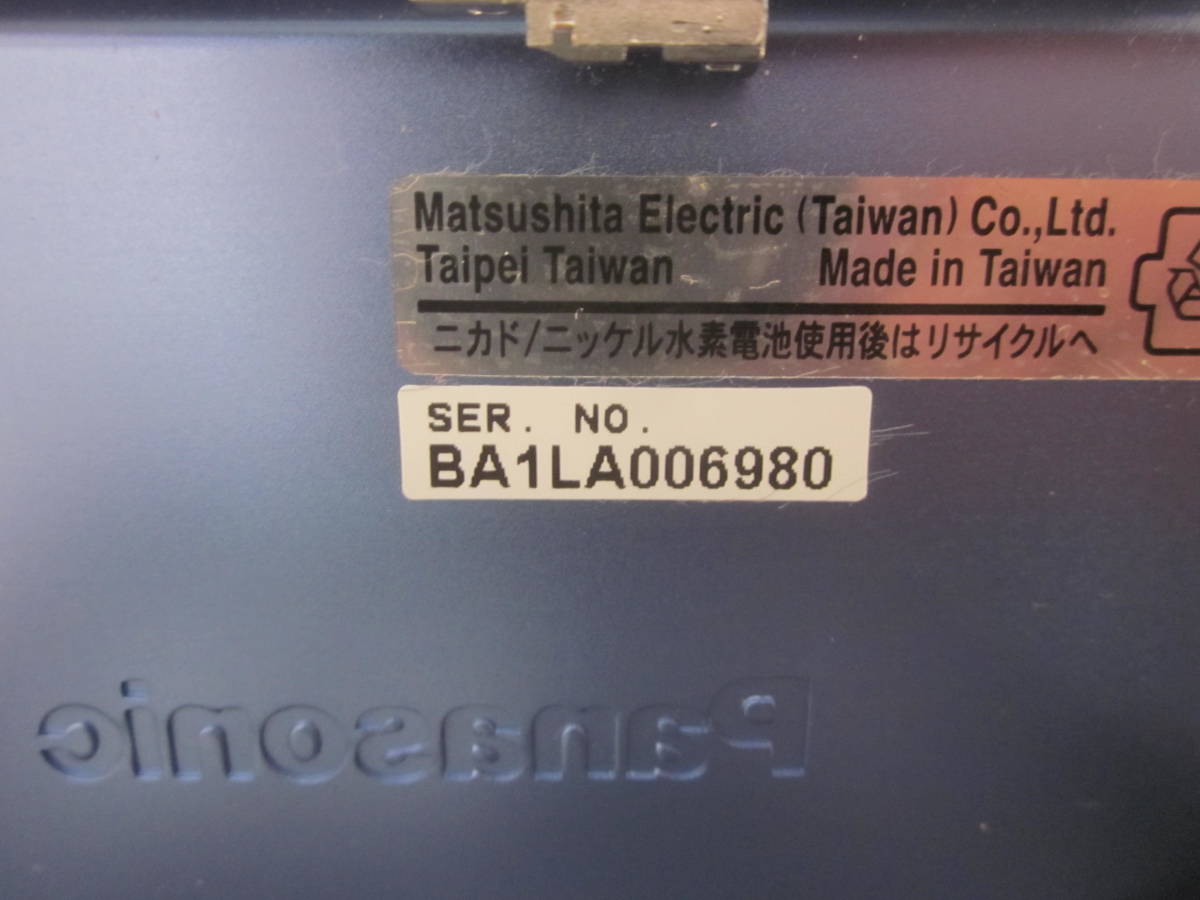 Matsushita Electric (Taiwan) Co.,Ltd.
Taipei Taiwan Made in Taiwan
ニカド/ニッケル水素電池使用後はリサイクルへ
SER. NO.
BA1LA006980
Panasonic